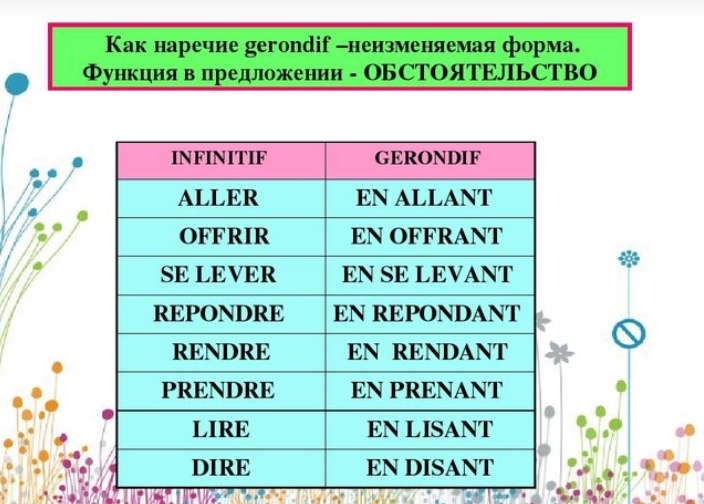 Как наречие gerondif –неизменяемая форма.
Функция в предложении - ОБСТОЯТЕЛЬСТВО
INFINITIF GERONDIF
ALLER EN ALLANT
OFFRIR EN OFFRANT
SE LEVER EN SE LEVANT
REPONDRE EN REPONDANT
RENDRE EN RENDANT
PRENDRE EN PRENANT
LIRE EN LISANT
DIRE EN DISANT